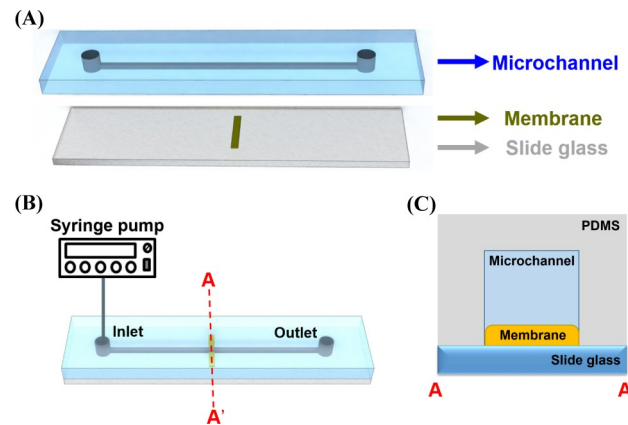 (A)
Microchannel
Membrane
Slide glass
(B)
Syringe pump
A
Inlet
Outlet
A'
(C)
PDMS
Microchannel
Membrane
Slide glass
A
A'